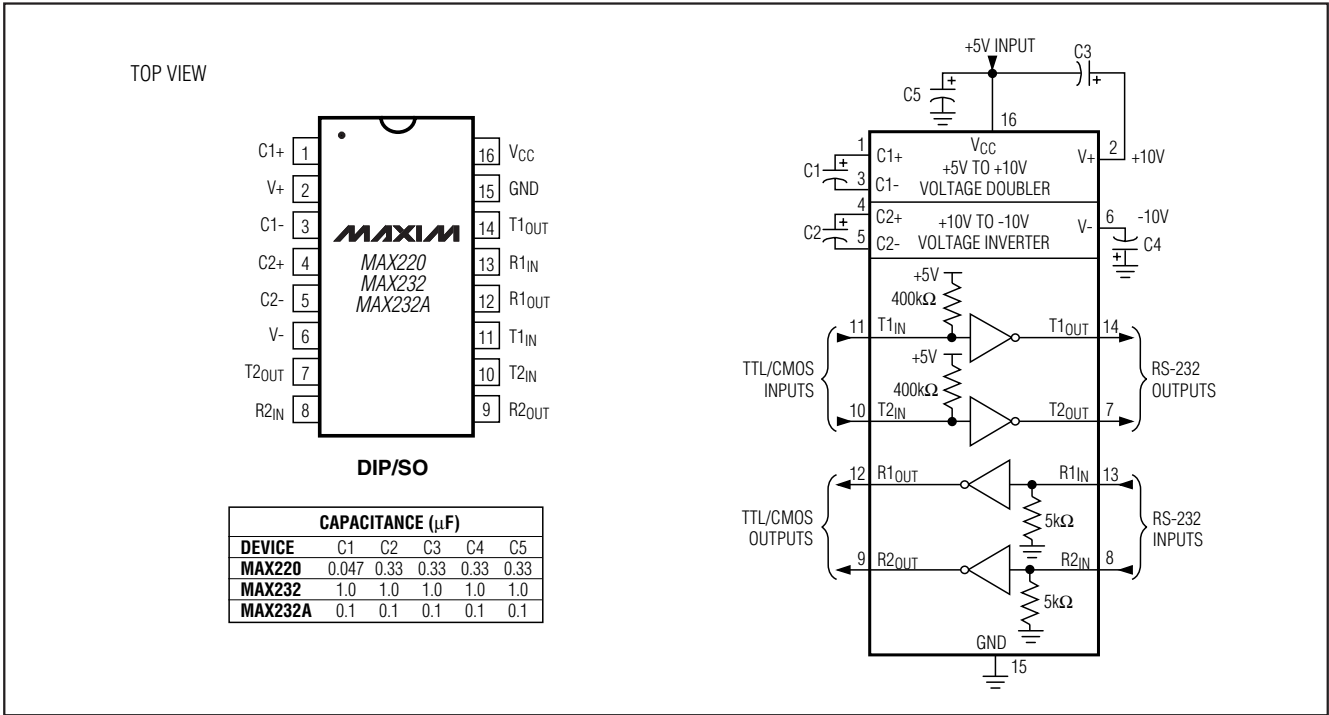 TOP VIEW
C1+ 1
V+ 2
C1- 3
C2+ 4
C2- 5
V- 6
T2OUT 7
R2IN 8
16 VCC
15 GND
14 T1OUT
13 R1IN
12 R1OUT
11 T1IN
10 T2IN
9 R2OUT
MAXIM
MAX220
MAX232
MAX232A
DIP/SO
CAPACITANCE (μF)
DEVICE C1 C2 C3 C4 C5
MAX220 0.047 0.33 0.33 0.33 0.33
MAX232 1.0 1.0 1.0 1.0 1.0
MAX232A 0.1 0.1 0.1 0.1 0.1
+5V INPUT
C3
+
C5
+
16
VCC
+5V TO +10V
VOLTAGE DOUBLER
1
C1+
C1
+
3
C1-
V+
2
+10V
4
C2+
C2
+
5
C2-
+10V TO -10V
VOLTAGE INVERTER
V-
6
-10V
C4
+
+5V
400kΩ
11 T1IN
T1OUT 14
+5V
400kΩ
10 T2IN
T2OUT 7
TTL/CMOS
INPUTS
RS-232
OUTPUTS
12 R1OUT
R1IN 13
5kΩ
9 R2OUT
R2IN 8
5kΩ
TTL/CMOS
OUTPUTS
RS-232
INPUTS
GND
15